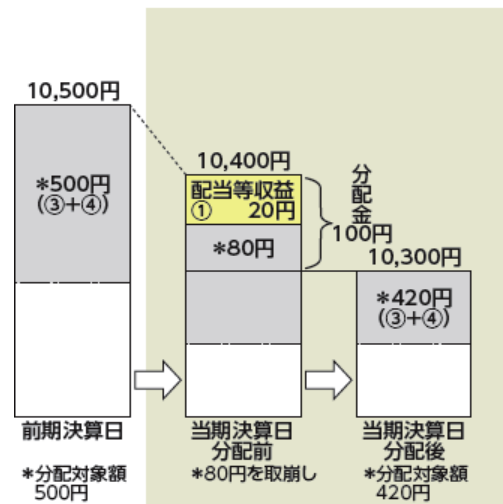 10,500円
*500円
(③+④)
前期決算日
*分配対象額
500円
10,400円
配当等収益
① 20円
*80円
分配金
100円
当期決算日
分配前
*80円を取崩し
10,300円
*420円
(③+④)
当期決算日
分配後
*分配対象額
420円